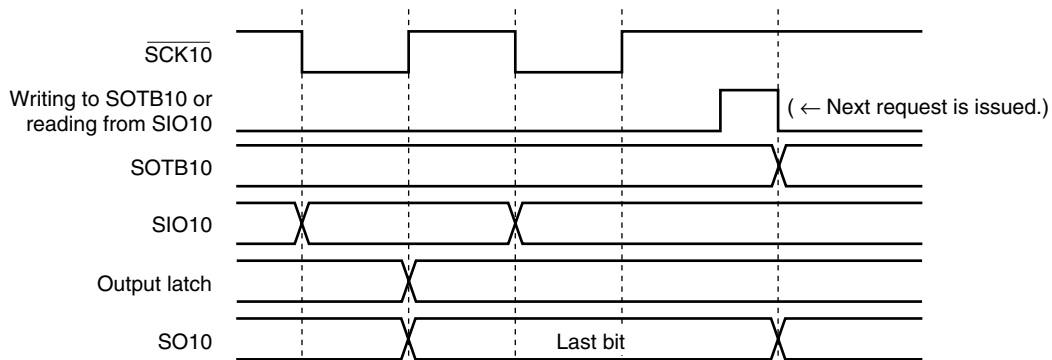 SCK10
Writing to SOTB10 or
reading from SIO10
( ← Next request is issued.)
SOTB10
SIO10
Output latch
SO10
Last bit